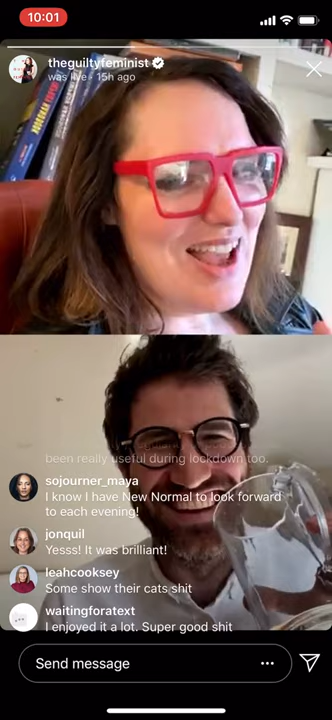 10:01
theguiltyfeminist
was live · 15h ago
been really useful during lockdown too.
sojourner_maya
I know I have New Normal to look forward
to each evening!
jonquil
Yesss! It was brilliant!
leahcooksey
Some show their cats shit
waitingforatext
I enjoyed it a lot. Super good shit
Send message